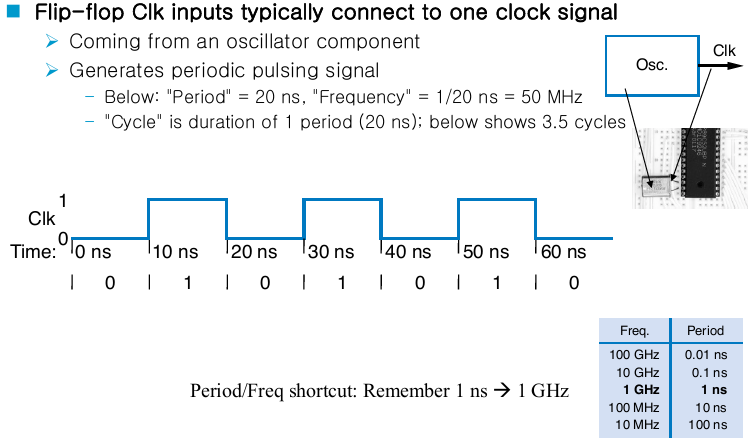 Flip-flop Clk inputs typically connect to one clock signal
Coming from an oscillator component
Generates periodic pulsing signal
– Below: "Period" = 20 ns, "Frequency" = 1/20 ns = 50 MHz
– "Cycle" is duration of 1 period (20 ns); below shows 3.5 cycles
Osc.
Clk
1
Clk
0
Time: 0 ns 10 ns 20 ns 30 ns 40 ns 50 ns 60 ns
| 0 | 1 | 0 | 1 | 0 | 1 | 0
Freq. Period
100 GHz 0.01 ns
10 GHz 0.1 ns
1 GHz 1 ns
100 MHz 10 ns
10 MHz 100 ns
Period/Freq shortcut: Remember 1 ns → 1 GHz